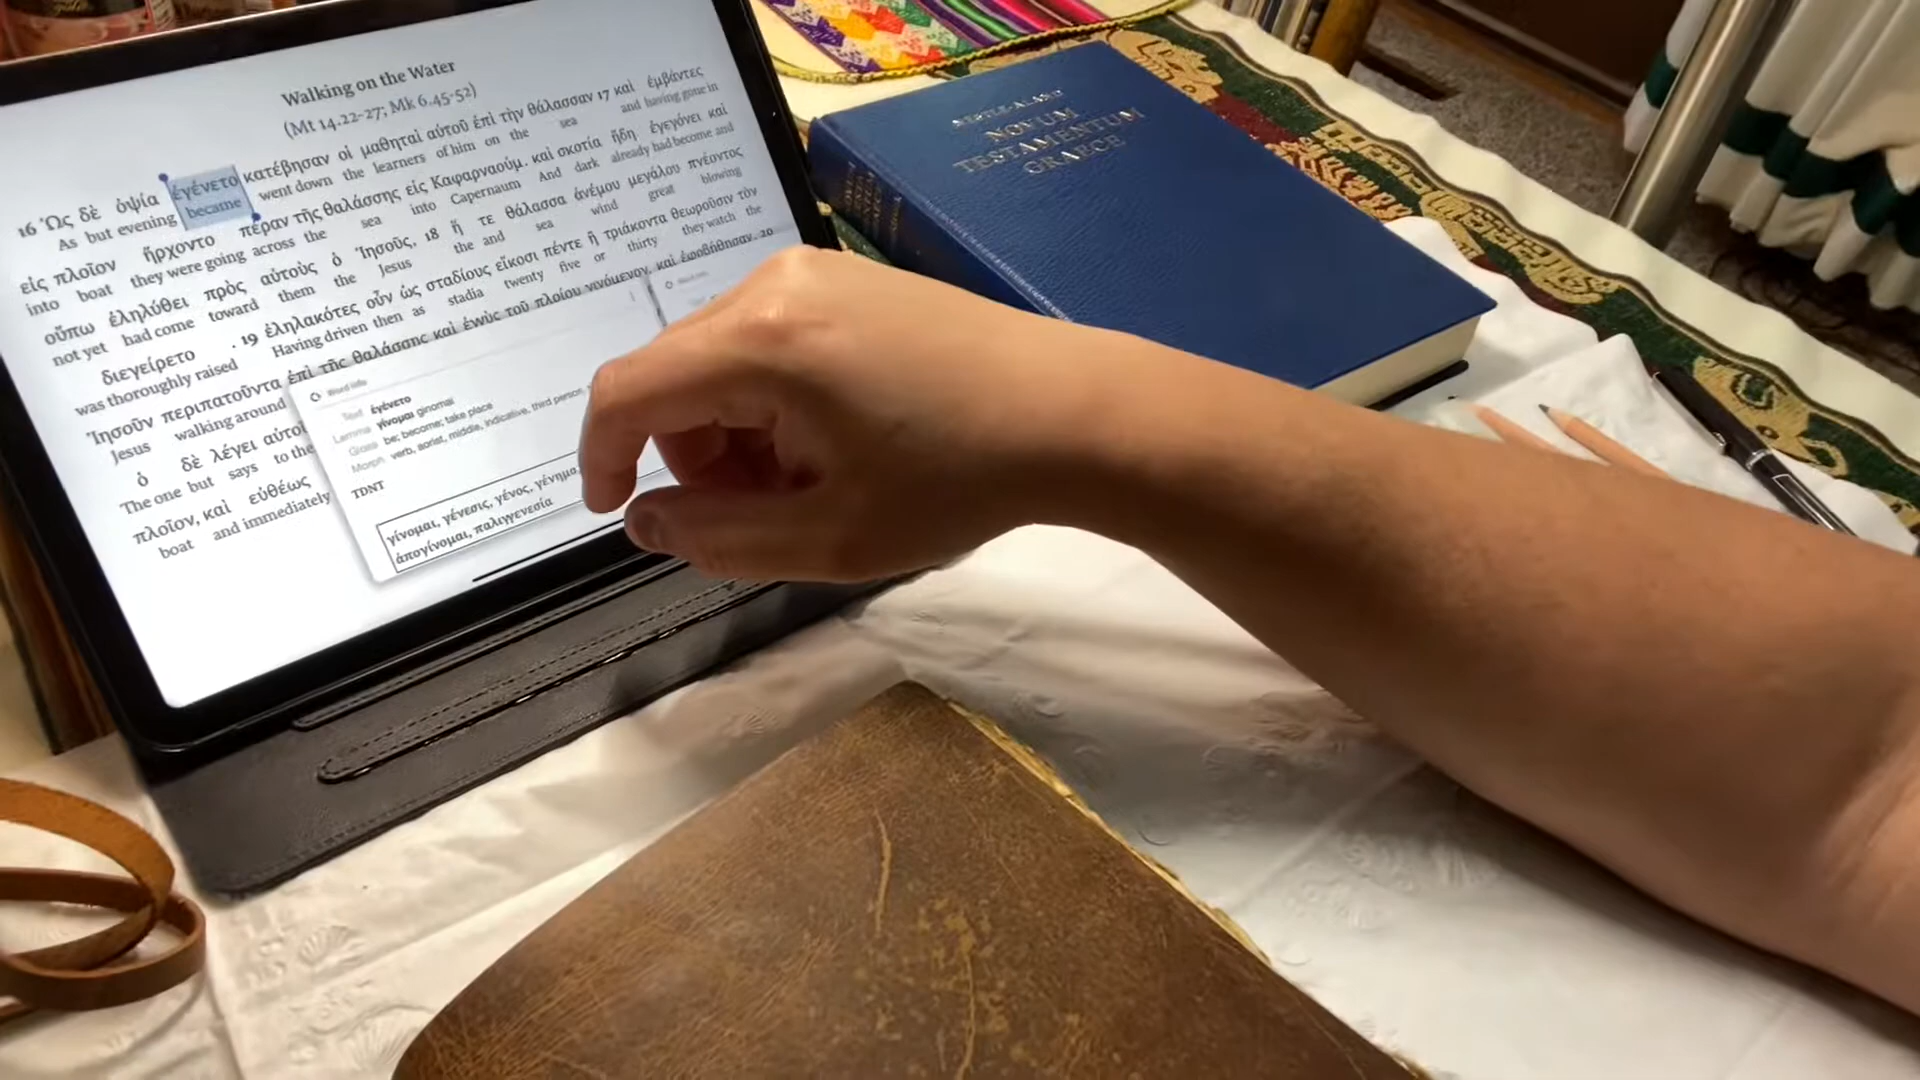 Walking on the Water
(Mt 14.22-27; Mk 6.45-52)
16 Ὡς δὲ ὀψία ἐγένετο κατέβησαν οἱ μαθηταὶ αὐτοῦ ἐπὶ τὴν θάλασσαν 17 καὶ ἐμβάντες
As but evening became went down the learners of him on the sea and having gone in
εἰς πλοῖον ἤρχοντο πέραν τῆς θαλάσσης εἰς Καφαρναούμ. καὶ σκοτία ἤδη ἐγεγόνει καὶ
into boat they were going across the sea into Capernaum And dark already had become and
οὔπω ἐληλύθει πρὸς αὐτοὺς ὁ Ἰησοῦς, 18 ἥ τε θάλασσα ἀνέμου μεγάλου πνέοντος
not yet had come toward them the Jesus the and sea wind great blowing
διεγείρετο . 19 ἐληλακότες οὖν ὡς σταδίους εἴκοσι πέντε ἢ τριάκοντα θεωροῦσιν τὸν
was thoroughly raised Having driven then as stadia twenty five or thirty they watch the
Ἰησοῦν περιπατοῦντα ἐπὶ τῆς θαλάσσης καὶ ἐγγὺς τοῦ πλοίου γινόμενον, καὶ ἐφοβήθησαν. 20
Jesus walking around
ὁ δὲ λέγει
The one but says to the
πλοῖον, καὶ εὐθέως
boat and immediately
Word Info
Text ἐγένετο
Lemma γίνομαι ginomai
Gloss be; become; take place
Morph verb, aorist, middle, indicative, third person,
TDNT
γίνομαι, γένεσις, γένος, γένημα,
ἀπογίνομαι, παλιγγενεσία
Word Info
NESTLE-ALAND
NOVUM
TESTAMENTUM
GRAECE